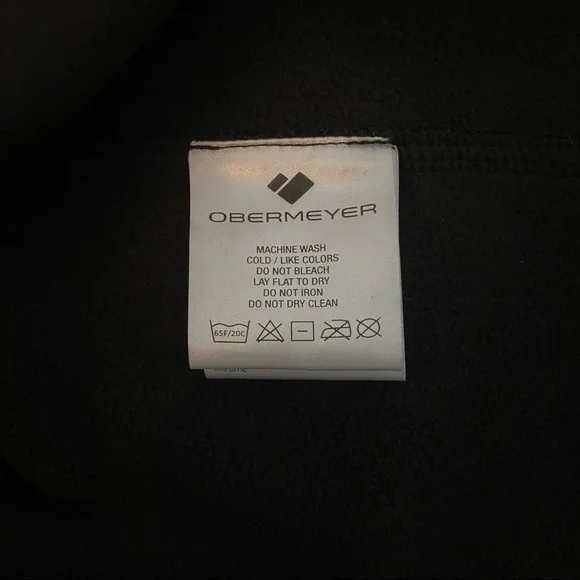 OBERMEYER
MACHINE WASH
COLD / LIKE COLORS
DO NOT BLEACH
LAY FLAT TO DRY
DO NOT IRON
DO NOT DRY CLEAN
65F/20C